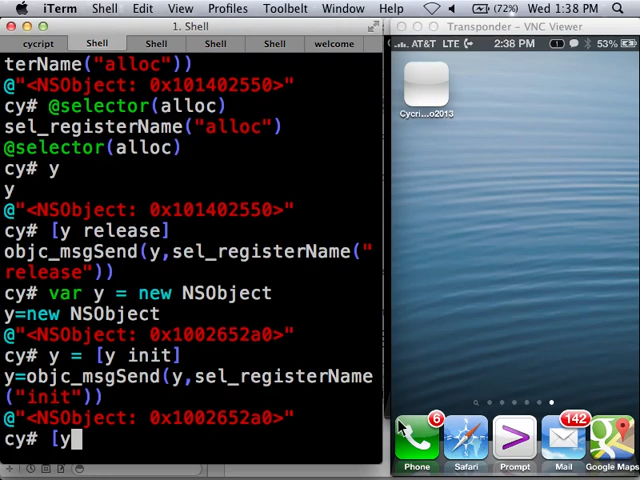 iTerm Shell Edit View Profiles Toolbelt Window Help (72%) Wed 1:38 PM
1. Shell
cycript Shell Shell Shell Shell welcome
terName("alloc"))
@"<NSObject: 0x101402550>"
cy# @selector(alloc)
sel_registerName("alloc")
@selector(alloc)
cy# y
y
@"<NSObject: 0x101402550>"
cy# [y release]
objc_msgSend(y,sel_registerName("
release"))
cy# var y = new NSObject
y=new NSObject
@"<NSObject: 0x1002652a0>"
cy# y = [y init]
y=objc_msgSend(y,sel_registerName
("init"))
@"<NSObject: 0x1002652a0>"
cy# [y
Transponder - VNC Viewer
AT&T LTE 2:38 PM 1 53%
Cycri...o2013
6 142
Phone Safari Prompt Mail Google Maps